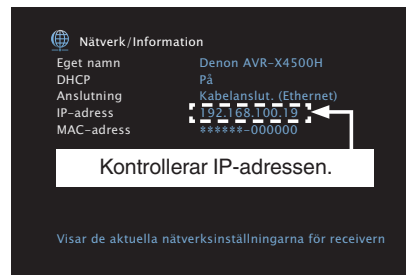 Nätverk/Information
Eget namn Denon AVR-X4500H
DHCP På
Anslutning Kabelanslut. (Ethernet)
IP-adress 192.168.100.19
MAC-adress ******-000000
Kontrollerar IP-adressen.
Visar de aktuella nätverksinställningarna för receivern